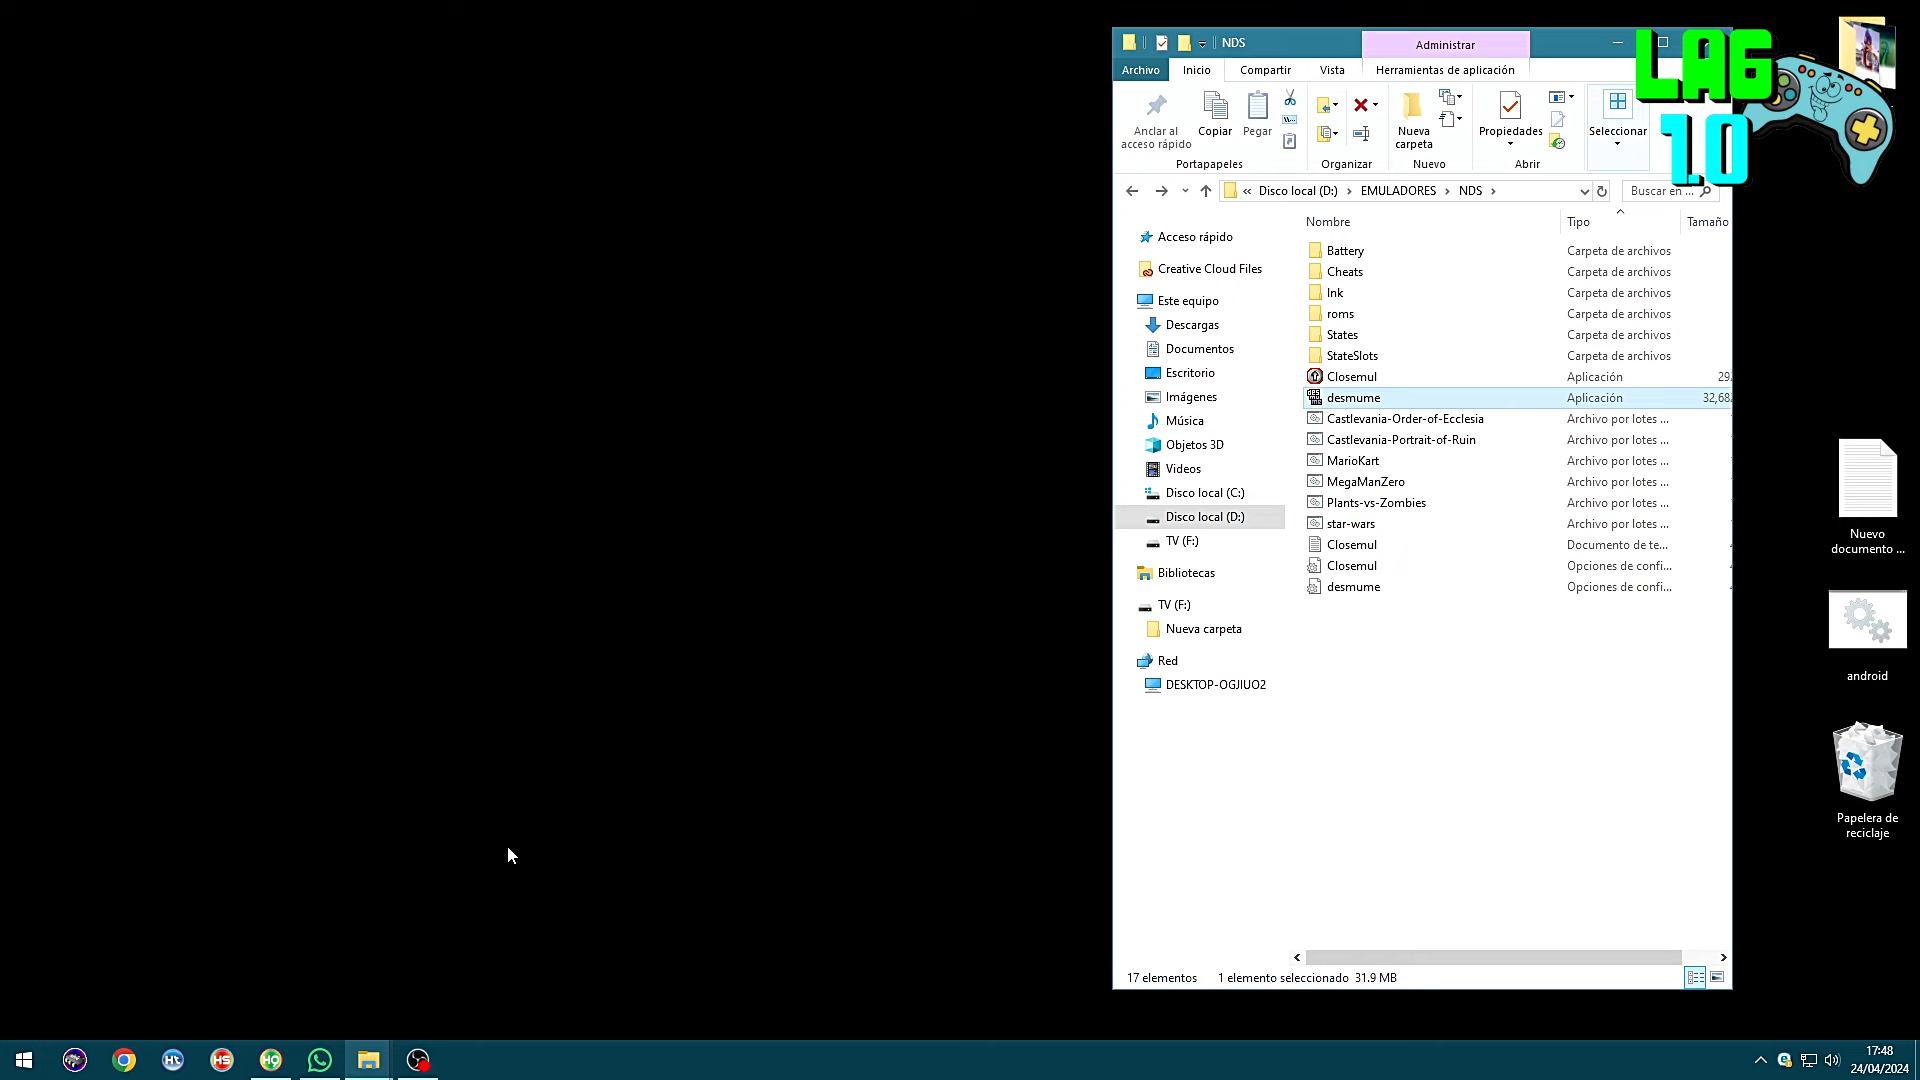 NDS
Administrar
Archivo
Inicio
Compartir
Vista
Herramientas de aplicación
Anclar al
acceso rápido
Copiar
Pegar
Nueva
carpeta
Propiedades
Seleccionar
Portapapeles
Organizar
Nuevo
Abrir
LAG
1.0
« Disco local (D:) › EMULADORES › NDS ›
Buscar en ...
Nombre
Tipo
Tamaño
Acceso rápido
Creative Cloud Files
Este equipo
Descargas
Documentos
Escritorio
Imágenes
Música
Objetos 3D
Videos
Disco local (C:)
Disco local (D:)
TV (F:)
Bibliotecas
TV (F:)
Nueva carpeta
Red
DESKTOP-OGJIUO2
Battery Carpeta de archivos
Cheats Carpeta de archivos
Ink Carpeta de archivos
roms Carpeta de archivos
States Carpeta de archivos
StateSlots Carpeta de archivos
Closemul Aplicación 29
desmume Aplicación 32,68
Castlevania-Order-of-Ecclesia Archivo por lotes ...
Castlevania-Portrait-of-Ruin Archivo por lotes ...
MarioKart Archivo por lotes ...
MegaManZero Archivo por lotes ...
Plants-vs-Zombies Archivo por lotes ...
star-wars Archivo por lotes ...
Closemul Documento de te...
Closemul Opciones de confi...
desmume Opciones de confi...
17 elementos
1 elemento seleccionado 31.9 MB
Nuevo
documento ...
android
Papelera de
reciclaje
Ht
HS
HQ
17:48
24/04/2024